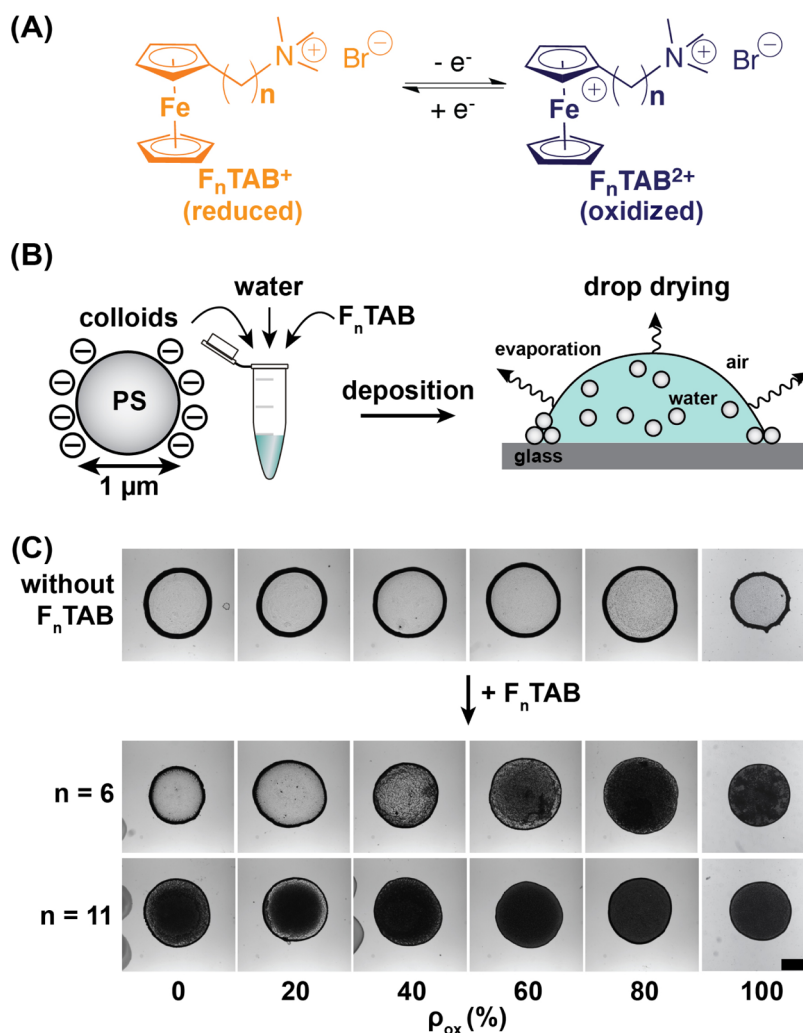 (A)
N ⊕ Br⊖
( ) n
Fe
- e⁻
+ e⁻
N ⊕ Br⊖
⊕ ( ) n
Fe
FₙTAB⁺
(reduced)
FₙTAB²⁺
(oxidized)
(B)
water
colloids
FₙTAB
PS
1 µm
deposition
drop drying
evaporation
air
water
glass
(C)
without
FₙTAB
+ FₙTAB
n = 6
n = 11
0 20 40 60 80 100
ρₒₓ (%)